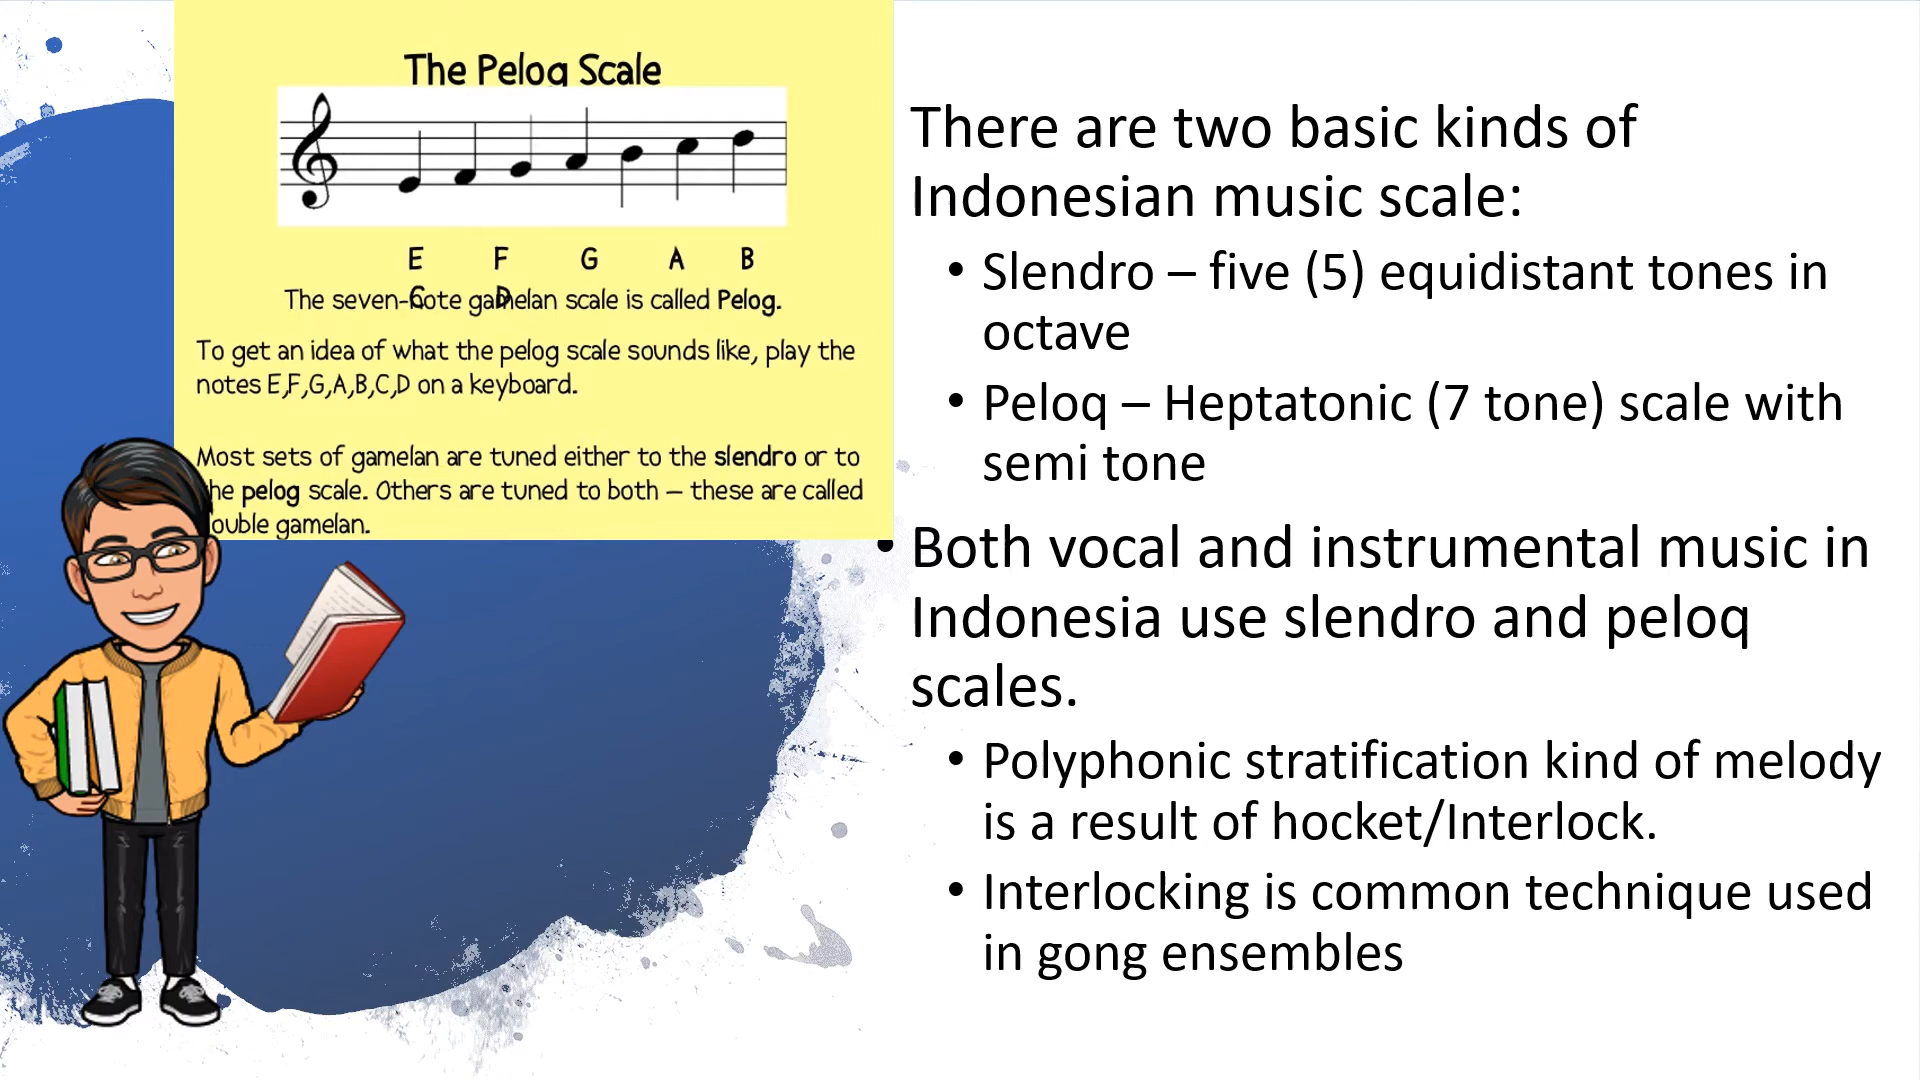 The Pelog Scale
E F G A B
C D
The seven-note gamelan scale is called Pelog.
To get an idea of what the pelog scale sounds like, play the
notes E,F,G,A,B,C,D on a keyboard.
Most sets of gamelan are tuned either to the slendro or to
he pelog scale. Others are tuned to both – these are called
ouble gamelan.
There are two basic kinds of
Indonesian music scale:
• Slendro – five (5) equidistant tones in
octave
• Peloq – Heptatonic (7 tone) scale with
semi tone
• Both vocal and instrumental music in
Indonesia use slendro and peloq
scales.
• Polyphonic stratification kind of melody
is a result of hocket/Interlock.
• Interlocking is common technique used
in gong ensembles